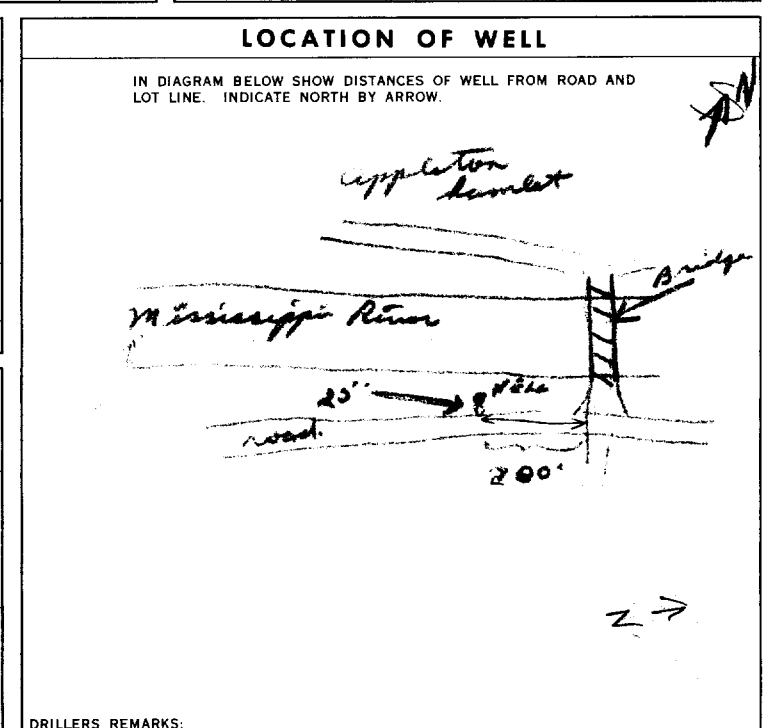 LOCATION OF WELL
IN DIAGRAM BELOW SHOW DISTANCES OF WELL FROM ROAD AND
LOT LINE. INDICATE NORTH BY ARROW.
N
Appleton
hamlet
Bridge
Mississippi River
25'
Well
road.
200'
N
DRILLERS REMARKS: